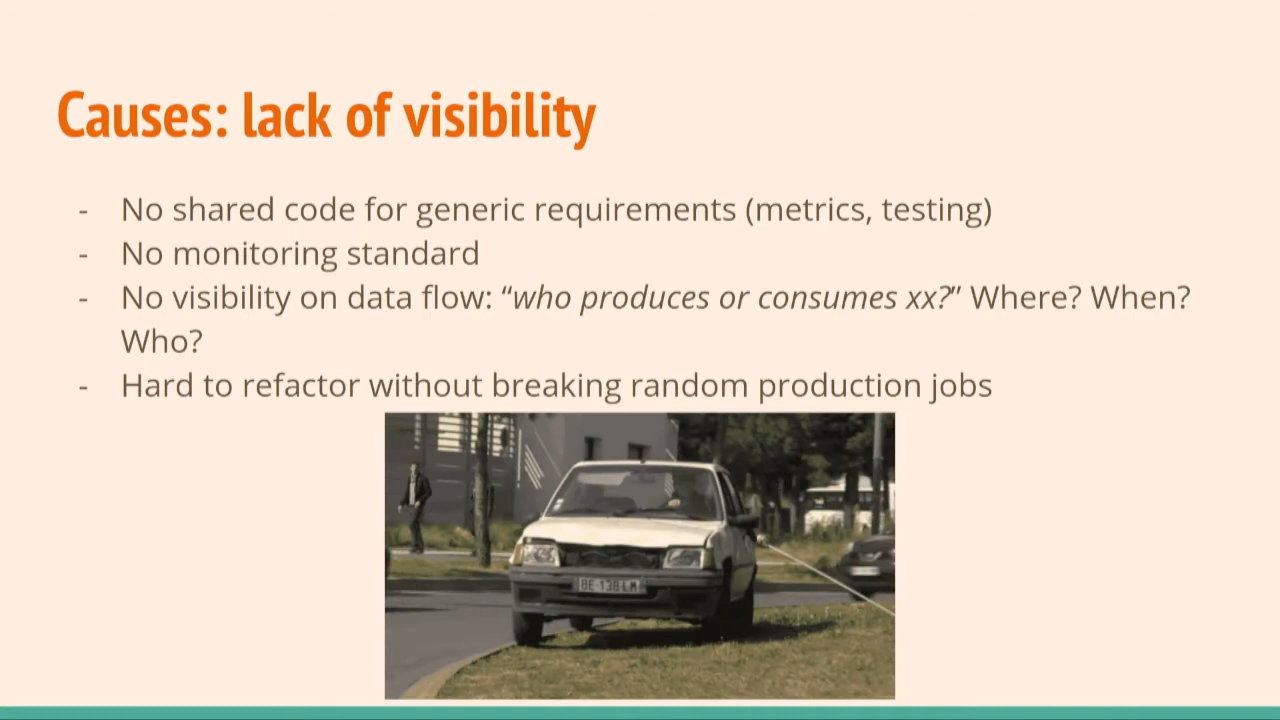 Causes: lack of visibility
- No shared code for generic requirements (metrics, testing)
- No monitoring standard
- No visibility on data flow: “who produces or consumes xx?” Where? When?
Who?
- Hard to refactor without breaking random production jobs
BE-138-LM